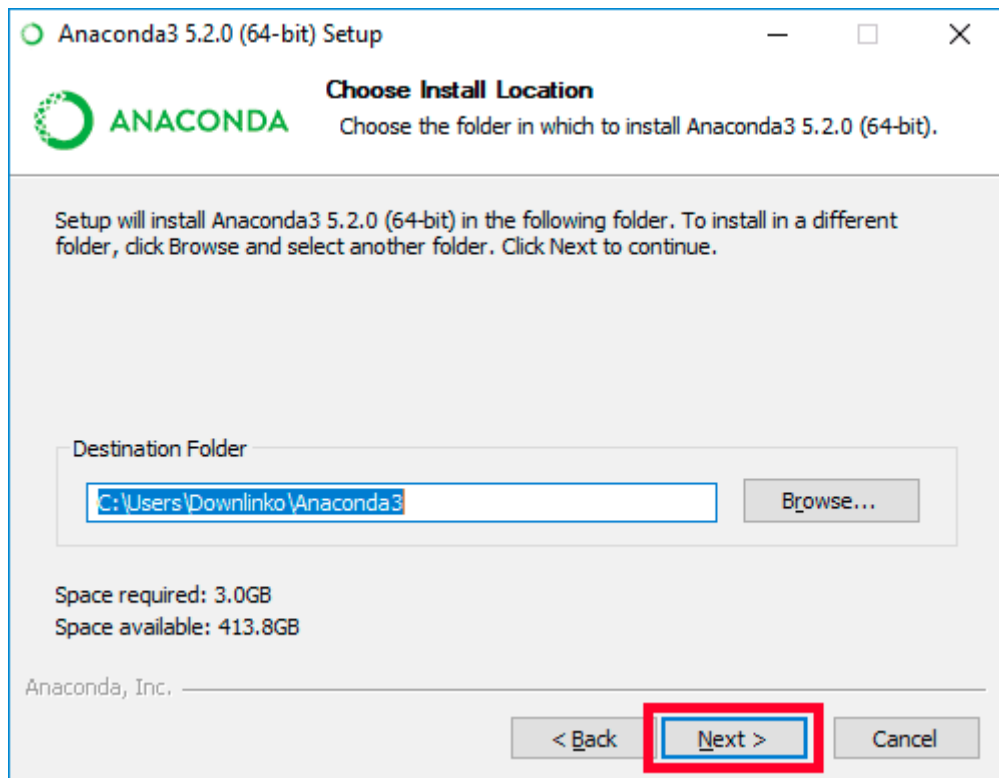 Anaconda3 5.2.0 (64-bit) Setup
ANACONDA
Choose Install Location
Choose the folder in which to install Anaconda3 5.2.0 (64-bit).
Setup will install Anaconda3 5.2.0 (64-bit) in the following folder. To install in a different
folder, click Browse and select another folder. Click Next to continue.
Destination Folder
C:\Users\Downlinko\Anaconda3
Browse...
Space required: 3.0GB
Space available: 413.8GB
Anaconda, Inc.
< Back
Next >
Cancel